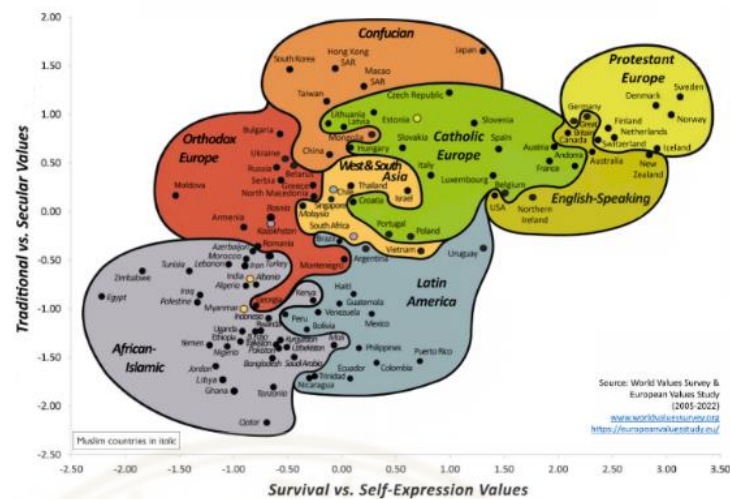 2.00
1.50
1.00
0.50
0.00
-0.50
-1.00
-1.50
-2.00
-2.50
Traditional vs. Secular Values
Confucian
Hong Kong
SAR
Japan
South Korea
Macao
SAR
Taiwan
China
Mongolia
Protestant
Europe
Sweden
Denmark
Norway
Germany
Finland
Netherlands
Switzerland
Iceland
Catholic
Europe
Czech Republic
Lithuania
Latvia
Estonia
Slovenia
Hungary
Slovakia
Spain
Austria
Andorra
France
Italy
Luxembourg
Belgium
Croatia
Portugal
Poland
English-Speaking
Great
Britain
Canada
Australia
New
Zealand
USA
Northern
Ireland
Orthodox
Europe
Bulgaria
Ukraine
Russia
Belarus
Serbia
Greece
North Macedonia
Moldova
Bosnia
Armenia
Kazakhstan
Romania
Montenegro
Georgia
West & South
Asia
Thailand
Israel
Singapore
Malaysia
South Africa
Vietnam
Latin
America
Chile
Brazil
Argentina
Uruguay
Haiti
Guatemala
Venezuela
Mexico
Peru
Bolivia
Philippines
Puerto Rico
Ecuador
Colombia
Trinidad
Nicaragua
African-
Islamic
Azerbaijan
Morocco
Tunisia
Lebanon
Iran
Turkey
Zimbabwe
India
Albania
Algeria
Egypt
Iraq
Palestine
Myanmar
Kenya
Indonesia
Rwanda
Uganda
Ethiopia
Yemen
Nigeria
Pakistan
Kyrgyzstan
Uzbekistan
Mali
Bangladesh
Saudi Arabia
Jordan
Libya
Ghana
Tanzania
Qatar
Source: World Values Survey &
European Values Study
(2005-2022)
www.worldvaluessurvey.org
https://europeanvaluesstudy.eu/
Muslim countries in italic
-2.50 -2.00 -1.50 -1.00 -0.50 0.00 0.50 1.00 1.50 2.00 2.50 3.00 3.50
Survival vs. Self-Expression Values